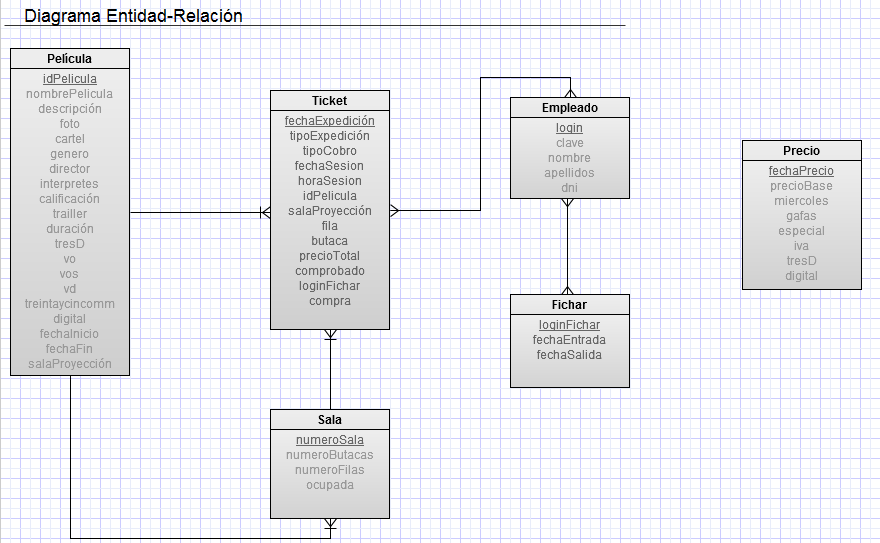 Diagrama Entidad-Relación
Película
idPelicula
nombrePelicula
descripción
foto
cartel
genero
director
interpretes
calificación
trailler
duración
tresD
vo
vos
vd
treintaycincomm
digital
fechaInicio
fechaFin
salaProyección
Ticket
fechaExpedición
tipoExpedición
tipoCobro
fechaSesion
horaSesion
idPelicula
salaProyección
fila
butaca
precioTotal
comprobado
loginFichar
compra
Sala
numeroSala
numeroButacas
numeroFilas
ocupada
Empleado
login
clave
nombre
apellidos
dni
Fichar
loginFichar
fechaEntrada
fechaSalida
Precio
fechaPrecio
precioBase
miercoles
gafas
especial
iva
tresD
digital